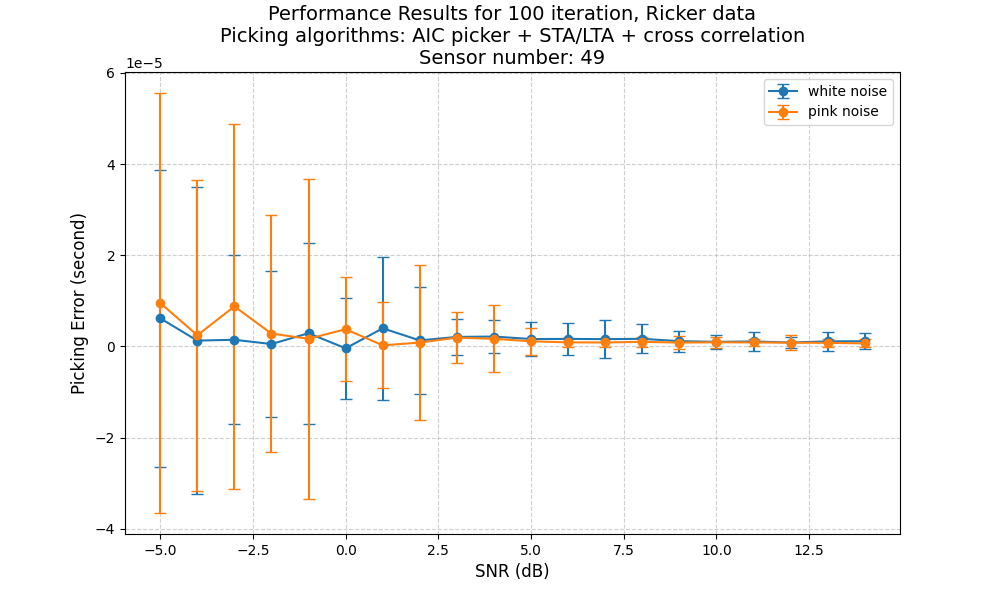 Performance Results for 100 iteration, Ricker data
Picking algorithms: AIC picker + STA/LTA + cross correlation
Sensor number: 49
1e−5
6
4
2
0
−2
−4
Picking Error (second)
white noise
pink noise
−5.0
−2.5
0.0
2.5
5.0
7.5
10.0
12.5
SNR (dB)